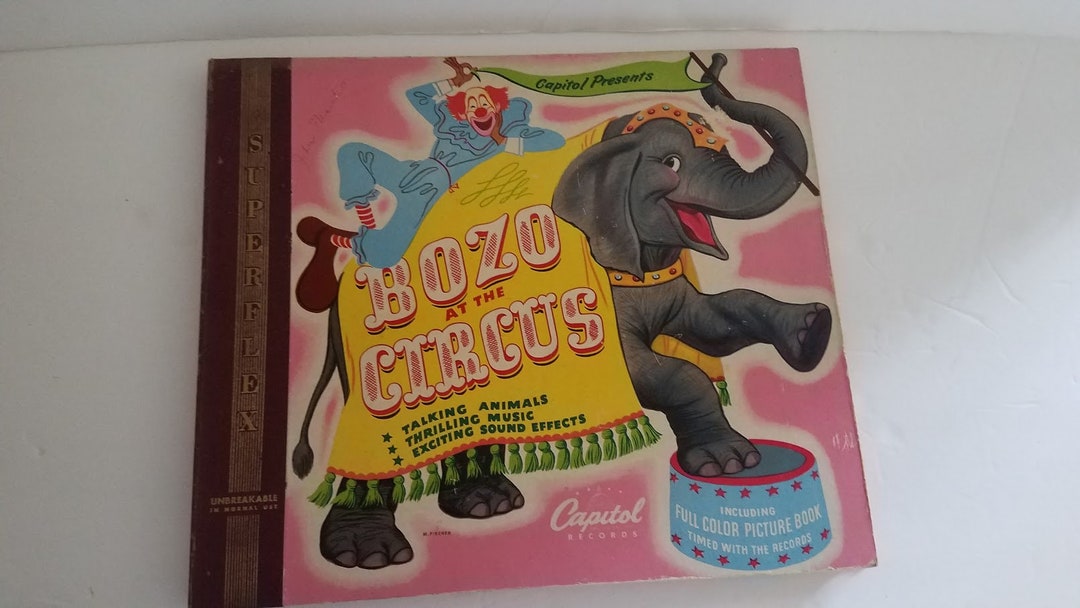 SUPERFLEX
UNBREAKABLE
IN NORMAL USE
Capitol Presents
BOZO
AT THE
CIRCUS
★ TALKING ANIMALS
★ THRILLING MUSIC
★ EXCITING SOUND EFFECTS
Capitol
RECORDS
INCLUDING
FULL COLOR PICTURE BOOK
TIMED WITH THE RECORDS